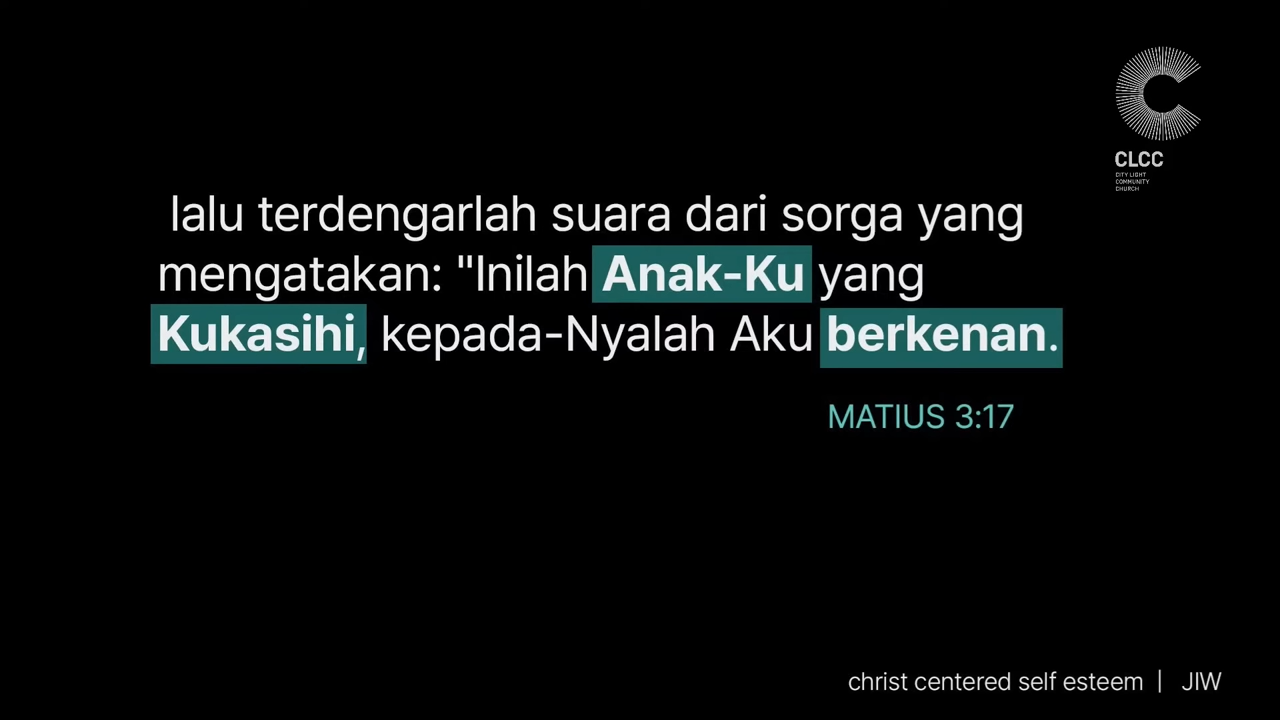 CLCC
CITY LIGHT
COMMUNITY
CHURCH
lalu terdengarlah suara dari sorga yang
mengatakan: "Inilah Anak-Ku yang
Kukasihi, kepada-Nyalah Aku berkenan.
MATIUS 3:17
christ centered self esteem | JIW